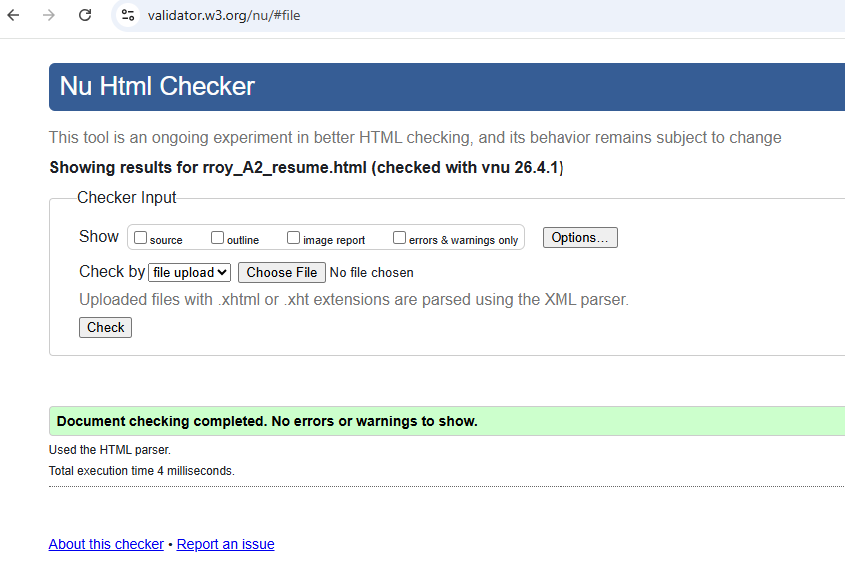 validator.w3.org/nu/#file
Nu Html Checker
This tool is an ongoing experiment in better HTML checking, and its behavior remains subject to change
Showing results for rroy_A2_resume.html (checked with vnu 26.4.1)
Checker Input
Show source outline image report errors & warnings only Options...
Check by file upload Choose File No file chosen
Uploaded files with .xhtml or .xht extensions are parsed using the XML parser.
Check
Document checking completed. No errors or warnings to show.
Used the HTML parser.
Total execution time 4 milliseconds.
About this checker • Report an issue